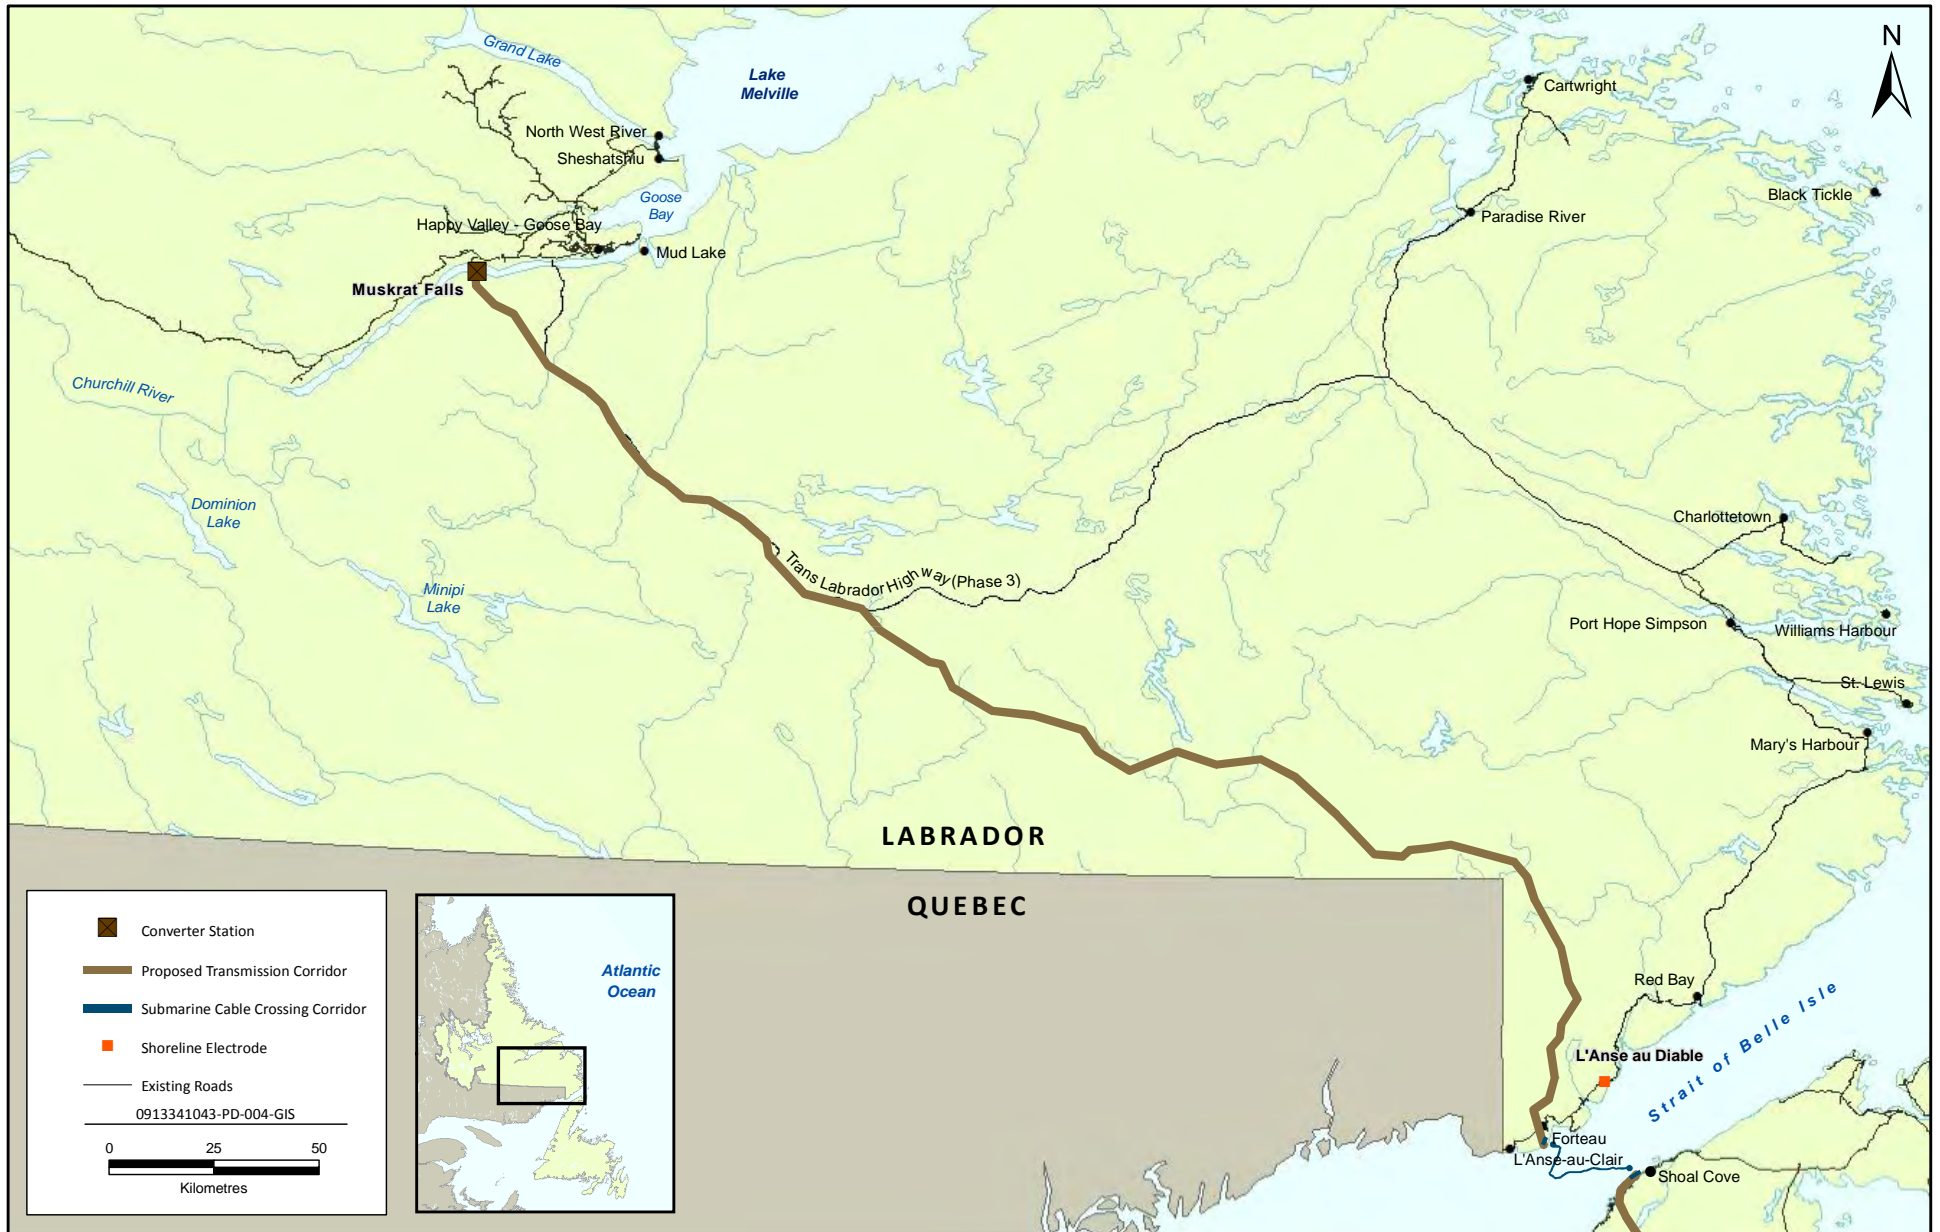 N
Grand Lake
Lake
Melville
Cartwright
North West River
Sheshatshiu
Goose
Bay
Black Tickle
Paradise River
Happy Valley - Goose Bay
Mud Lake
Muskrat Falls
Churchill River
Dominion
Lake
Charlottetown
Trans Labrador Highway (Phase 3)
Minipi
Lake
Port Hope Simpson
Williams Harbour
St. Lewis
Mary's Harbour
LABRADOR
QUEBEC
Red Bay
Strait of Belle Isle
L'Anse au Diable
Forteau
L'Anse-au-Clair
Shoal Cove
Converter Station
Proposed Transmission Corridor
Submarine Cable Crossing Corridor
Shoreline Electrode
Existing Roads
0913341043-PD-004-GIS
0 25 50
Kilometres
Atlantic
Ocean